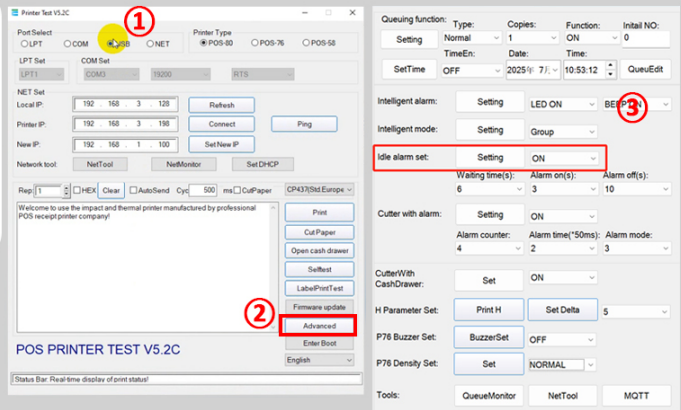 Printer Test V5.2C
①
Port Select
LPT COM USB NET
Printer Type
POS-80 POS-76 POS-58
LPT Set
LPT1
COM Set
COM3 19200 RTS
NET Set
Local IP: 192 . 168 . 3 . 128 Refresh
Printer IP: 192 . 168 . 3 . 198 Connect Ping
New IP: 192 . 168 . 1 . 100 Set New IP
Network tool: NetTool NetMonitor Set DHCP
Rep: 1 HEX Clear AutoSend Cyc 500 ms CutPaper CP437(Std.Europe
Welcome to use the impact and thermal printer manufactured by professional
POS receipt printer company!
Print
Cut Paper
Open cash drawer
Selftest
LabelPrintTest
Firmware update
② Advanced
Enter Boot
POS PRINTER TEST V5.2C
English
Status Bar: Real-time display of print status!
Queuing function: Type: Copies: Function: Initail NO:
Setting Normal 1 ON 0
TimeEn: Date: Time:
SetTime OFF 2025年 7月 10:53:12 QueuEdit
Intelligent alarm: Setting LED ON
③
Intelligent mode: Setting Group
Idle alarm set: Setting ON
Waiting time(s): Alarm on(s): Alarm off(s):
6 3 10
Cutter with alarm: Setting ON
Alarm counter: Alarm time(*50ms): Alarm mode:
4 2 3
CutterWith
CashDrawer: Set ON
H Parameter Set: Print H Set Delta 5
P76 Buzzer Set: BuzzerSet OFF
P76 Density Set: Set NORMAL
Tools: QueueMonitor NetTool MQTT